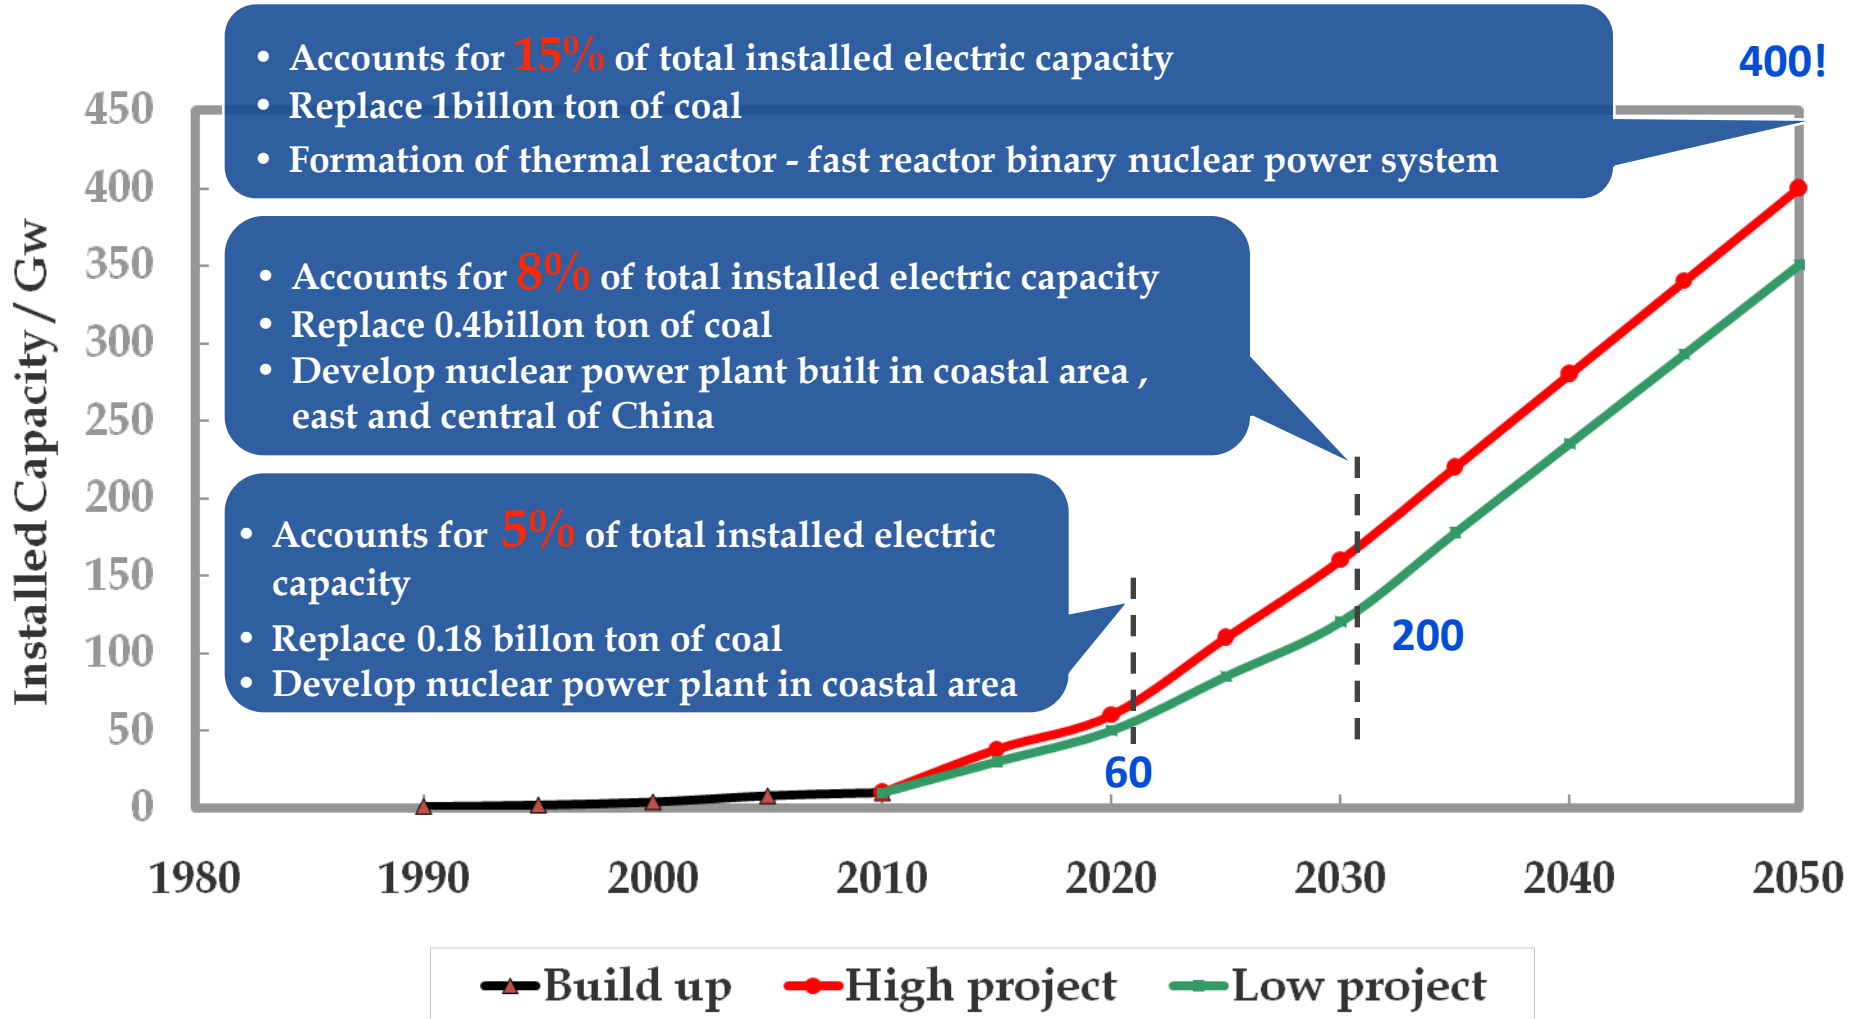 • Accounts for 15% of total installed electric capacity
• Replace 1billon ton of coal
• Formation of thermal reactor - fast reactor binary nuclear power system
400!
• Accounts for 8% of total installed electric capacity
• Replace 0.4billon ton of coal
• Develop nuclear power plant built in coastal area ,
east and central of China
• Accounts for 5% of total installed electric
capacity
• Replace 0.18 billon ton of coal
• Develop nuclear power plant in coastal area
200
60
Installed Capacity / Gw
450
400
350
300
250
200
150
100
50
0
1980 1990 2000 2010 2020 2030 2040 2050
Build up High project Low project